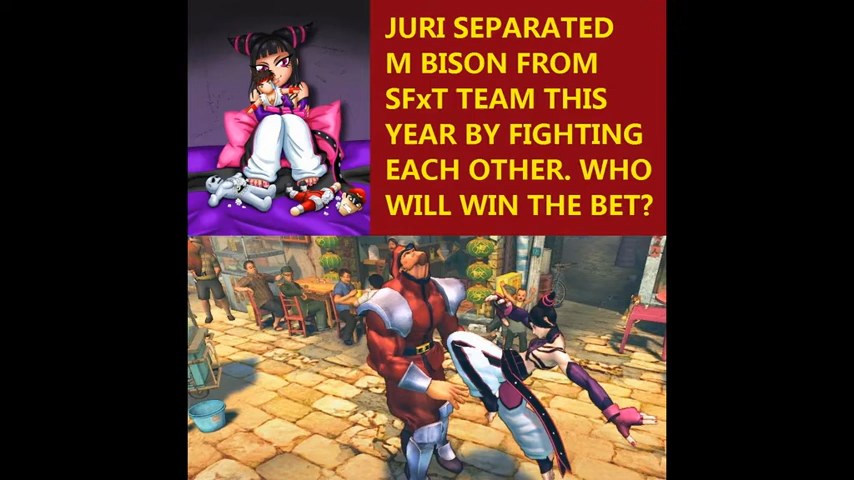 JURI SEPARATED
M BISON FROM
SFxT TEAM THIS
YEAR BY FIGHTING
EACH OTHER. WHO
WILL WIN THE BET?